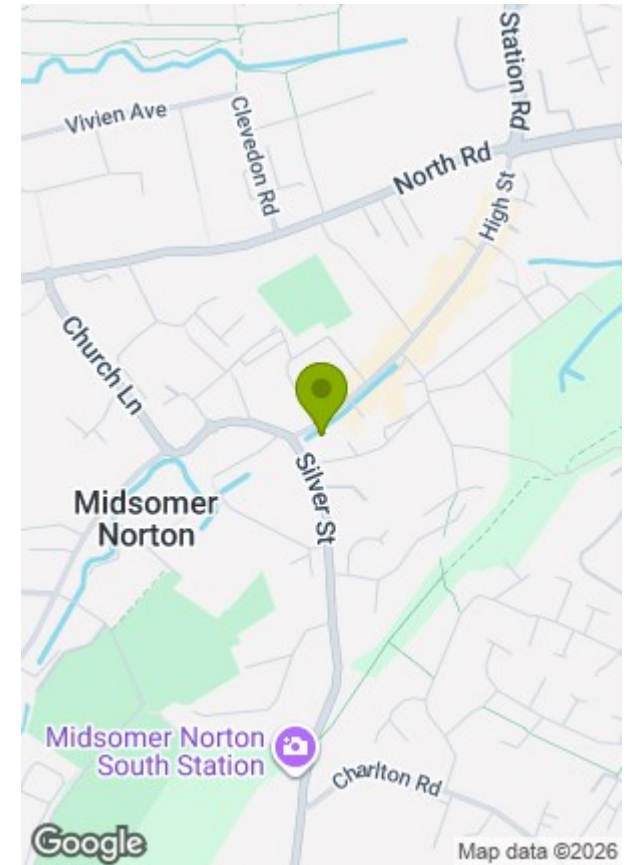 Station Rd
Vivien Ave
Clevedon Rd
North Rd
High St
Church Ln
Silver St
Midsomer
Norton
Midsomer Norton
South Station
Charlton Rd
Google
Map data ©2026